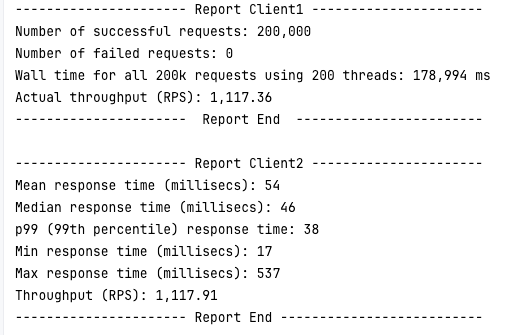 ---------------------- Report Client1 ----------------------
Number of successful requests: 200,000
Number of failed requests: 0
Wall time for all 200k requests using 200 threads: 178,994 ms
Actual throughput (RPS): 1,117.36
----------------------  Report End  ------------------------
---------------------- Report Client2 ----------------------
Mean response time (millisecs): 54
Median response time (millisecs): 46
p99 (99th percentile) response time: 38
Min response time (millisecs): 17
Max response time (millisecs): 537
Throughput (RPS): 1,117.91
---------------------- Report End --------------------------